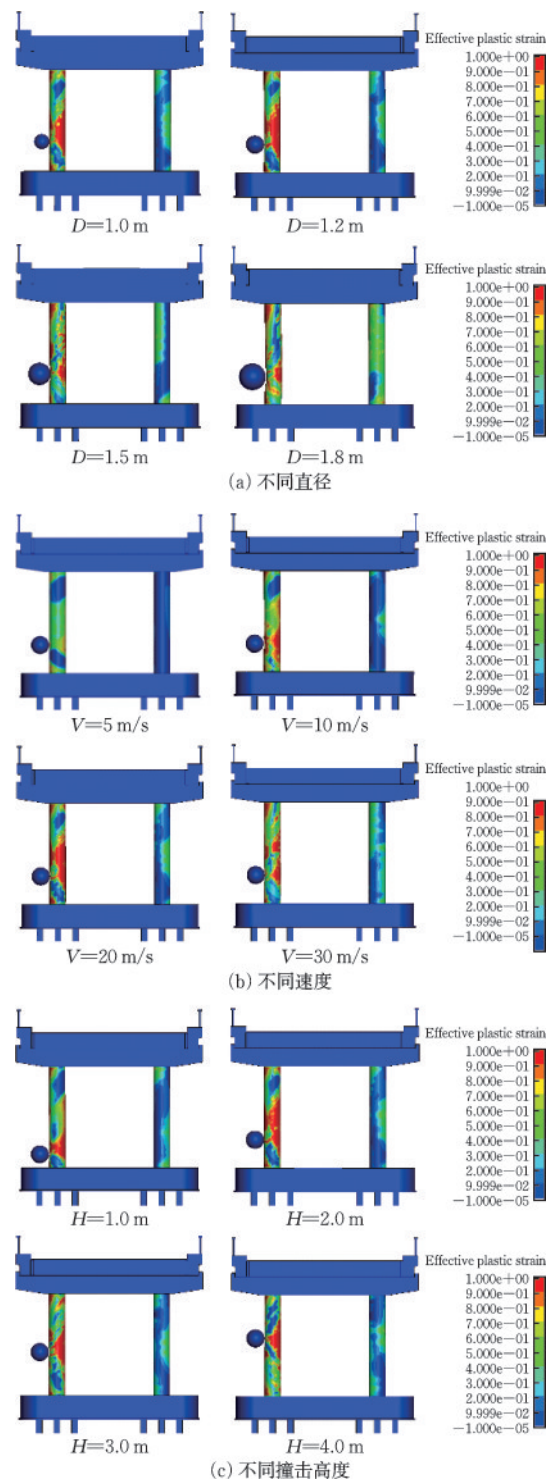 Effective plastic strain
1.000e+00
9.000e−01
8.000e−01
7.000e−01
6.000e−01
5.000e−01
4.000e−01
3.000e−01
2.000e−01
9.999e−02
−1.000e−05
D=1.0 m
D=1.2 m
Effective plastic strain
1.000e+00
9.000e−01
8.000e−01
7.000e−01
6.000e−01
5.000e−01
4.000e−01
3.000e−01
2.000e−01
9.999e−02
−1.000e−05
D=1.5 m
D=1.8 m
(a) 不同直径
Effective plastic strain
1.000e+00
9.000e−01
8.000e−01
7.000e−01
6.000e−01
5.000e−01
4.000e−01
3.000e−01
2.000e−01
9.999e−02
−1.000e−05
V=5 m/s
V=10 m/s
Effective plastic strain
1.000e+00
9.000e−01
8.000e−01
7.000e−01
6.000e−01
5.000e−01
4.000e−01
3.000e−01
2.000e−01
9.999e−02
−1.000e−05
V=20 m/s
V=30 m/s
(b) 不同速度
Effective plastic strain
1.000e+00
9.000e−01
8.000e−01
7.000e−01
6.000e−01
5.000e−01
4.000e−01
3.000e−01
2.000e−01
9.999e−02
−1.000e−05
H=1.0 m
H=2.0 m
Effective plastic strain
1.000e+00
9.000e−01
8.000e−01
7.000e−01
6.000e−01
5.000e−01
4.000e−01
3.000e−01
2.000e−01
9.999e−02
−1.000e−05
H=3.0 m
H=4.0 m
(c) 不同撞击高度